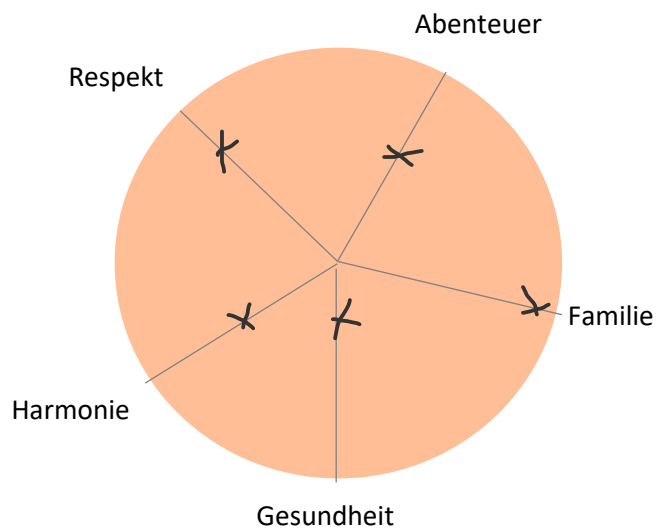 Abenteuer
Respekt
Familie
Harmonie
Gesundheit